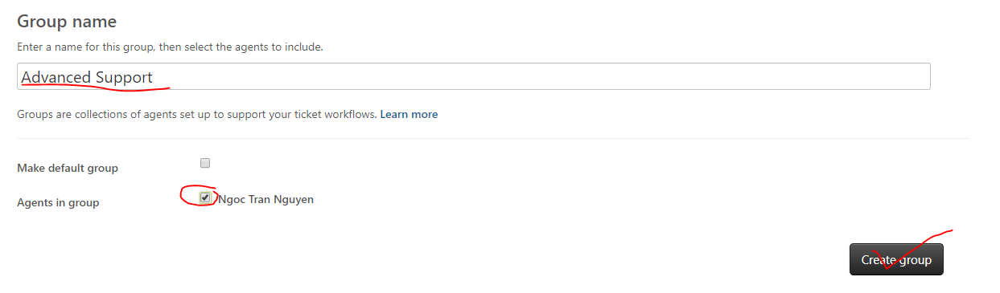 Group name
Enter a name for this group, then select the agents to include.
Advanced Support
Groups are collections of agents set up to support your ticket workflows. Learn more
Make default group
Agents in group Ngoc Tran Nguyen
Create group